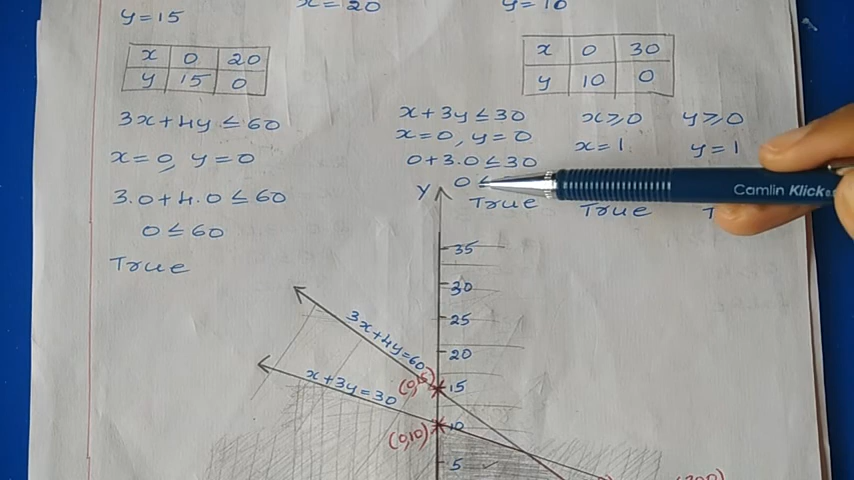 y=15
x=20
y=10
x 0 20
y 15 0
x 0 30
y 10 0
3x+4y≤60
x=0, y=0
3.0+4.0≤60
0≤60
True
x+3y≤30
x=0, y=0
0+3.0≤30
0≤
True
x≥0
x=1
True
y≥0
y=1
T
Camlin Klick
Y
35
30
25
20
15
10
5
3x+4y=60
x+3y=30
(0,15)
(0,10)